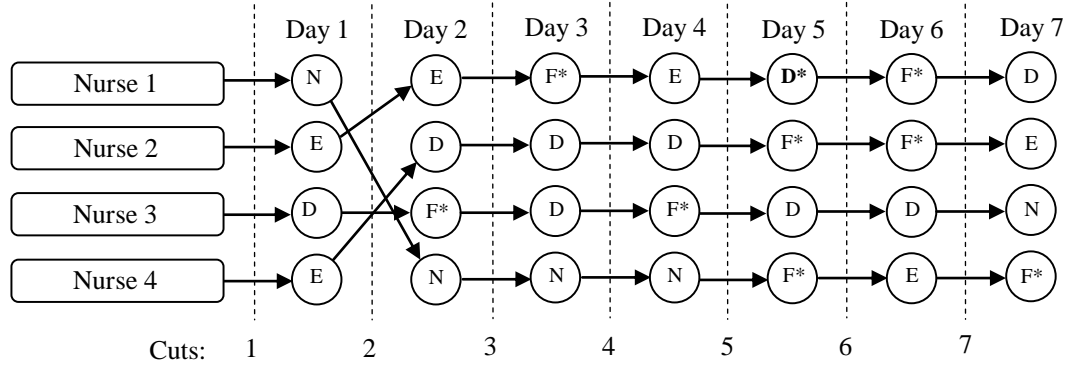 Day 1 Day 2 Day 3 Day 4 Day 5 Day 6 Day 7
Nurse 1 N E F* E D* F* D
Nurse 2 E D D D F* F* E
Nurse 3 D F* D F* D D N
Nurse 4 E N N N F* E F*
Cuts: 1 2 3 4 5 6 7